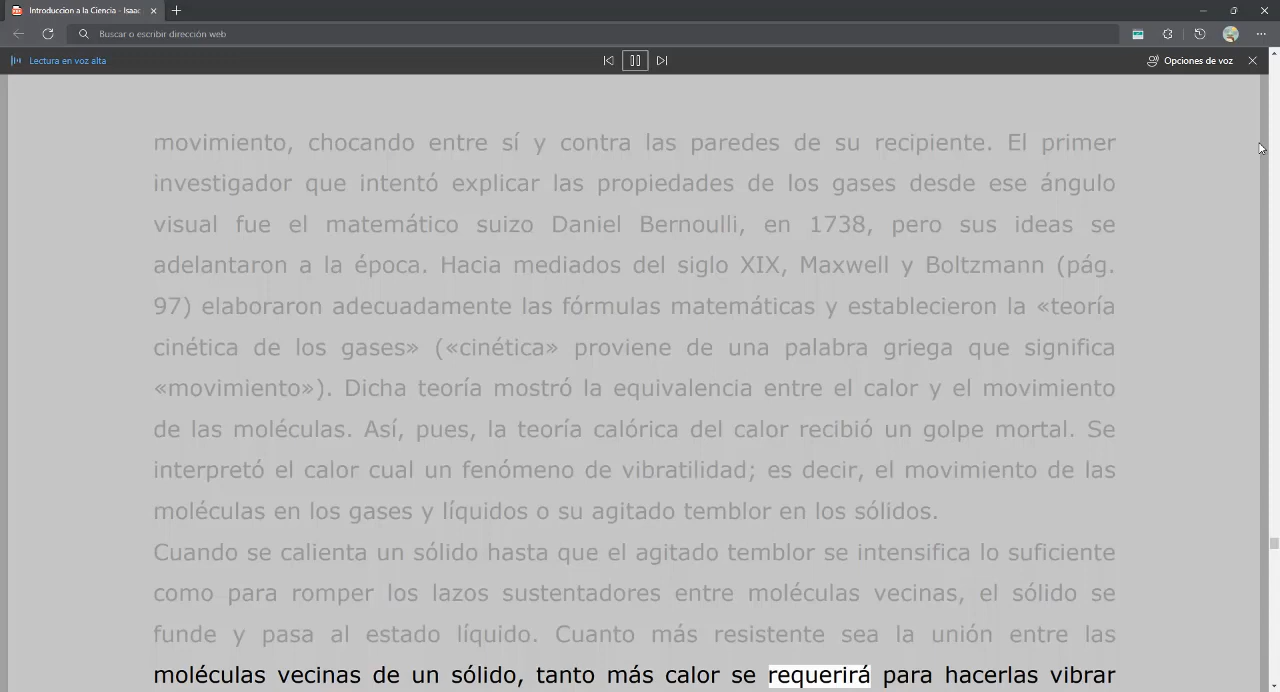 Introduccion a la Ciencia - Isaac
Buscar o escribir dirección web
Lectura en voz alta
Opciones de voz
movimiento, chocando entre sí y contra las paredes de su recipiente. El primer
investigador que intentó explicar las propiedades de los gases desde ese ángulo
visual fue el matemático suizo Daniel Bernoulli, en 1738, pero sus ideas se
adelantaron a la época. Hacia mediados del siglo XIX, Maxwell y Boltzmann (pág.
97) elaboraron adecuadamente las fórmulas matemáticas y establecieron la «teoría
cinética de los gases» («cinética» proviene de una palabra griega que significa
«movimiento»). Dicha teoría mostró la equivalencia entre el calor y el movimiento
de las moléculas. Así, pues, la teoría calórica del calor recibió un golpe mortal. Se
interpretó el calor cual un fenómeno de vibratilidad; es decir, el movimiento de las
moléculas en los gases y líquidos o su agitado temblor en los sólidos.
Cuando se calienta un sólido hasta que el agitado temblor se intensifica lo suficiente
como para romper los lazos sustentadores entre moléculas vecinas, el sólido se
funde y pasa al estado líquido. Cuanto más resistente sea la unión entre las
moléculas vecinas de un sólido, tanto más calor se requerirá para hacerlas vibrar